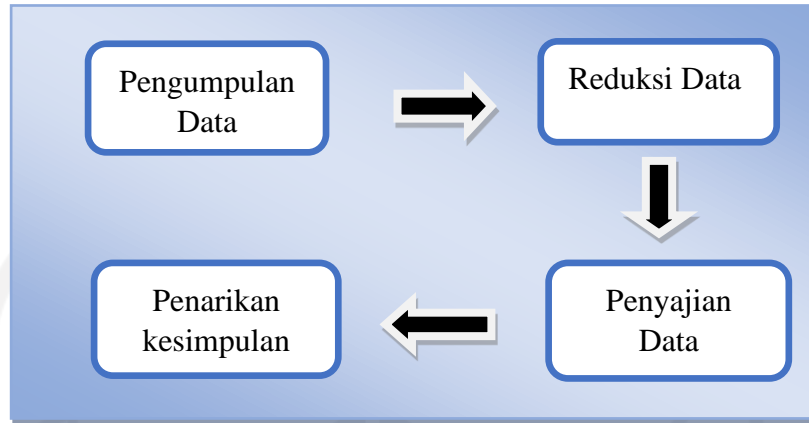 Pengumpulan
Data
Reduksi Data
Penyajian
Data
Penarikan
kesimpulan